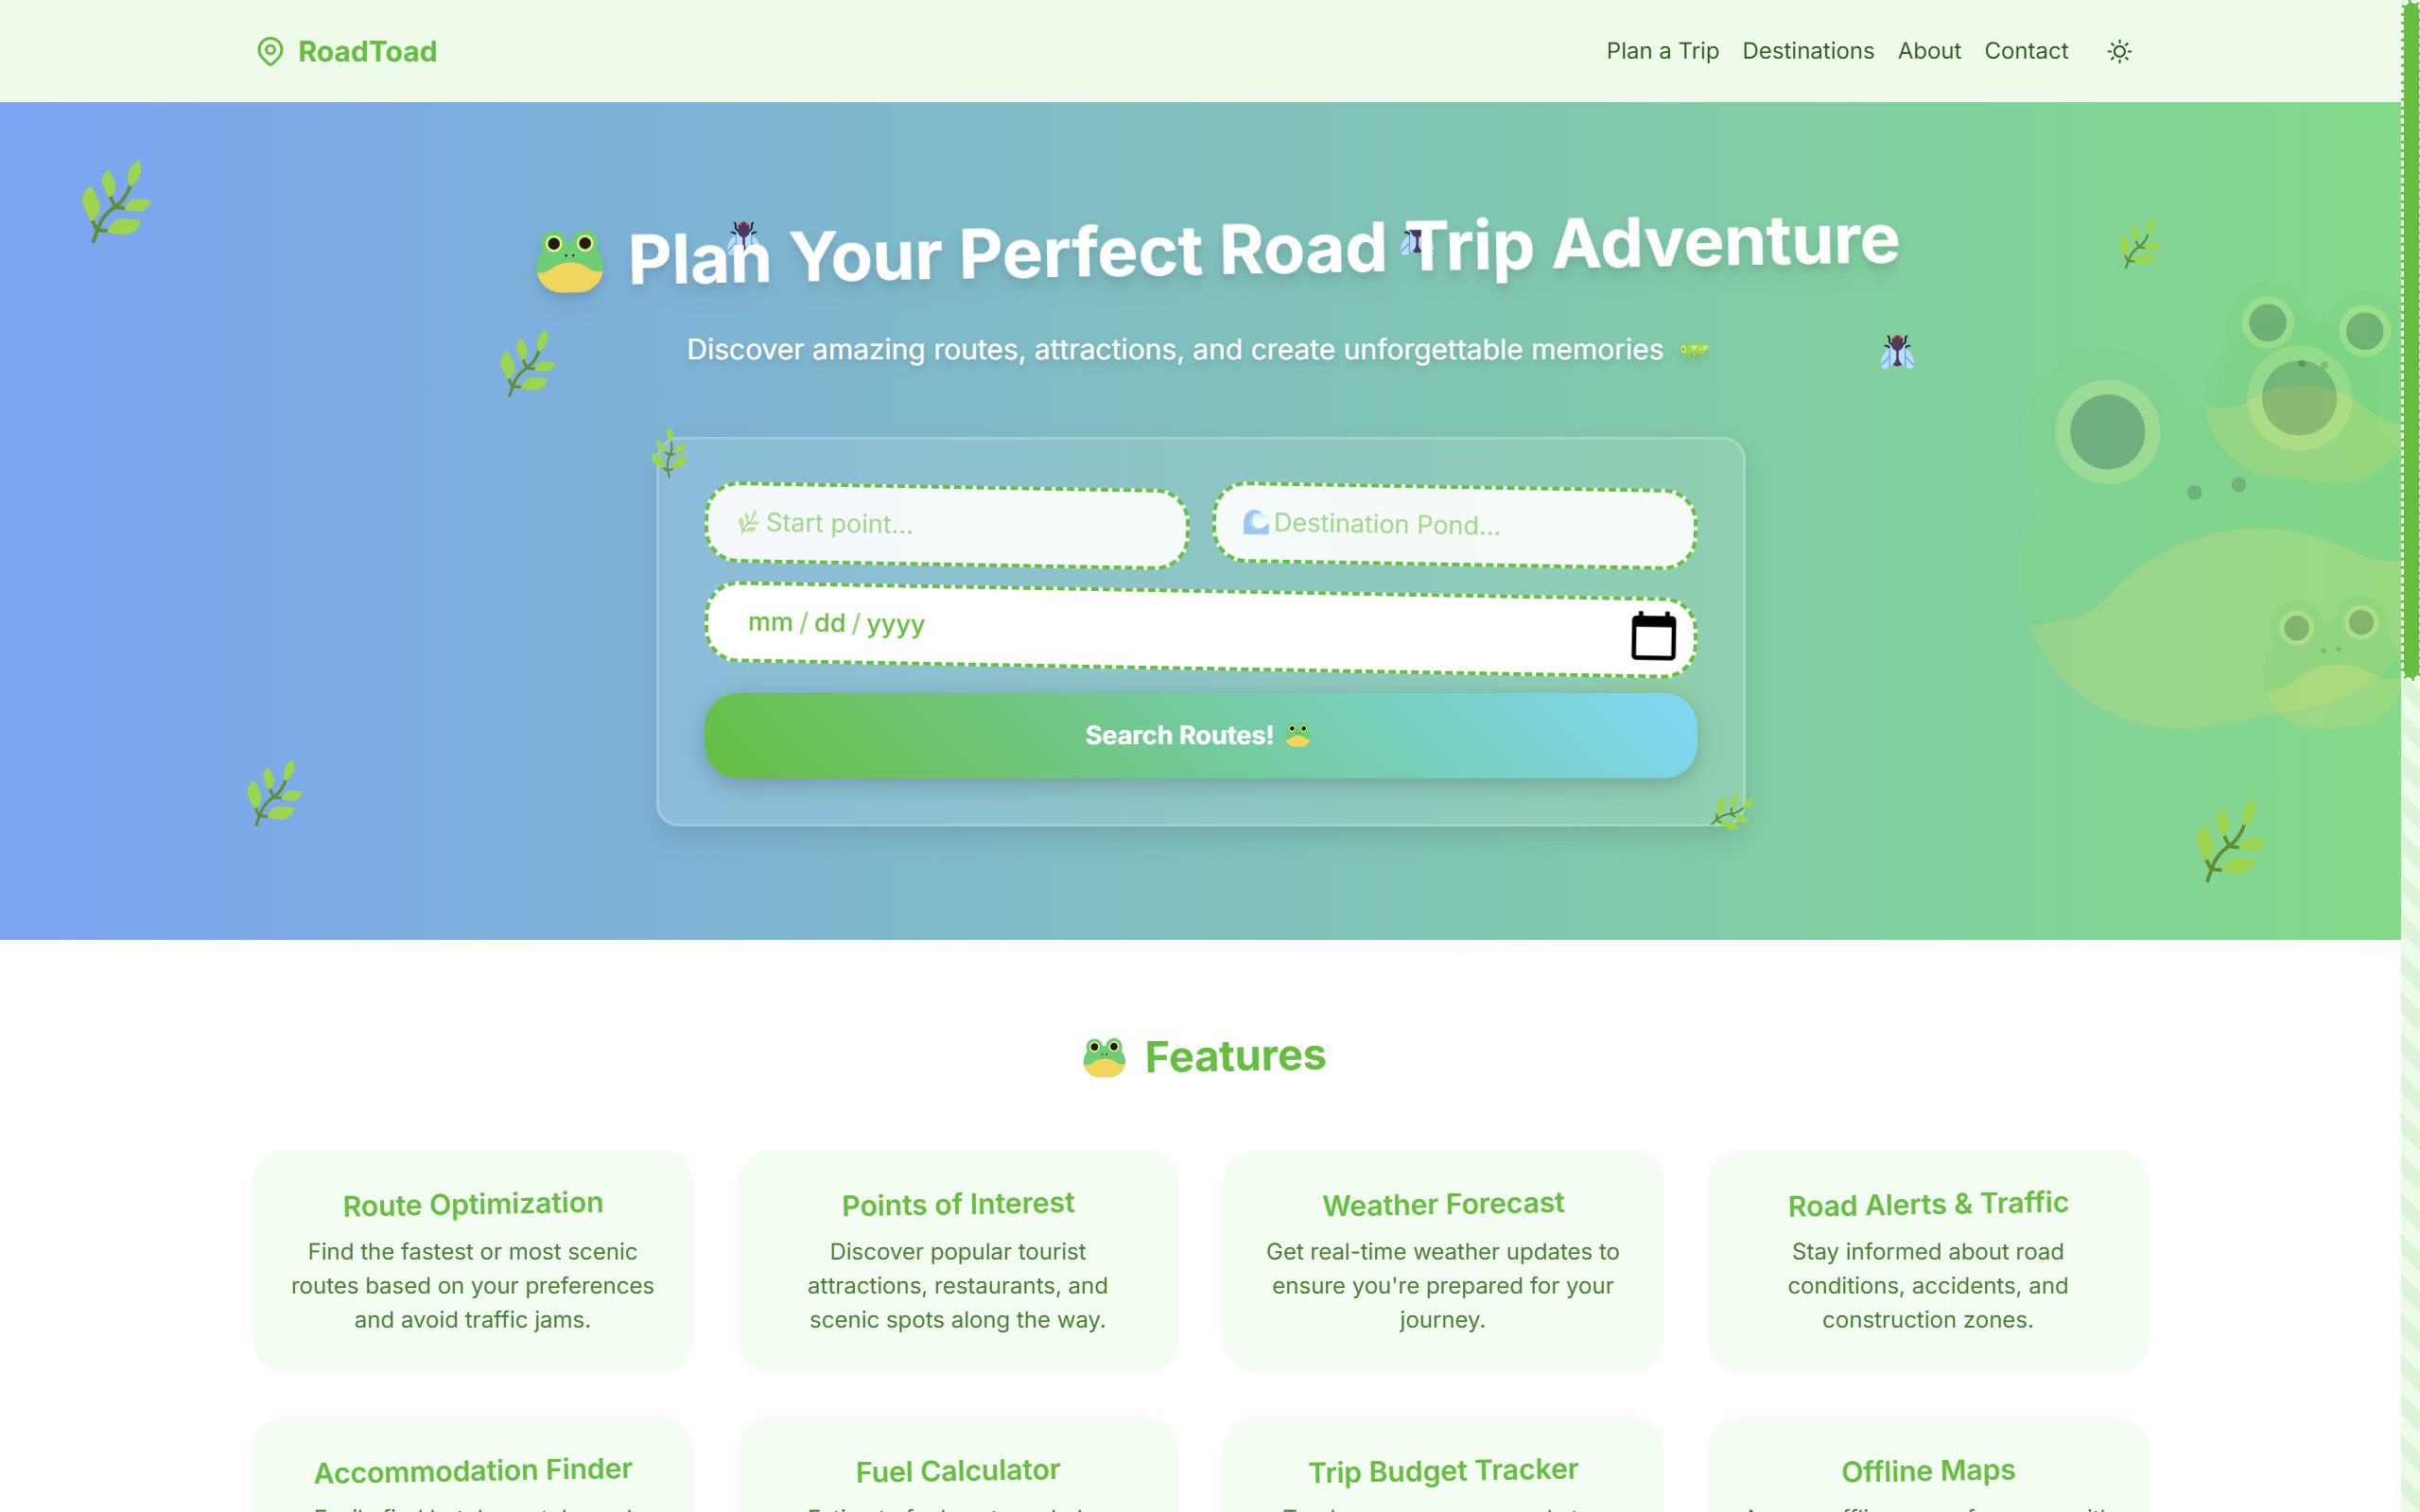 RoadToad
Plan a Trip
Destinations
About
Contact
Plan Your Perfect Road Trip Adventure
Discover amazing routes, attractions, and create unforgettable memories
Start point...
Destination Pond...
mm / dd / yyyy
Search Routes!
Features
Route Optimization
Find the fastest or most scenic
routes based on your preferences
and avoid traffic jams.
Points of Interest
Discover popular tourist
attractions, restaurants, and
scenic spots along the way.
Weather Forecast
Get real-time weather updates to
ensure you're prepared for your
journey.
Road Alerts & Traffic
Stay informed about road
conditions, accidents, and
construction zones.
Accommodation Finder
Fuel Calculator
Trip Budget Tracker
Offline Maps